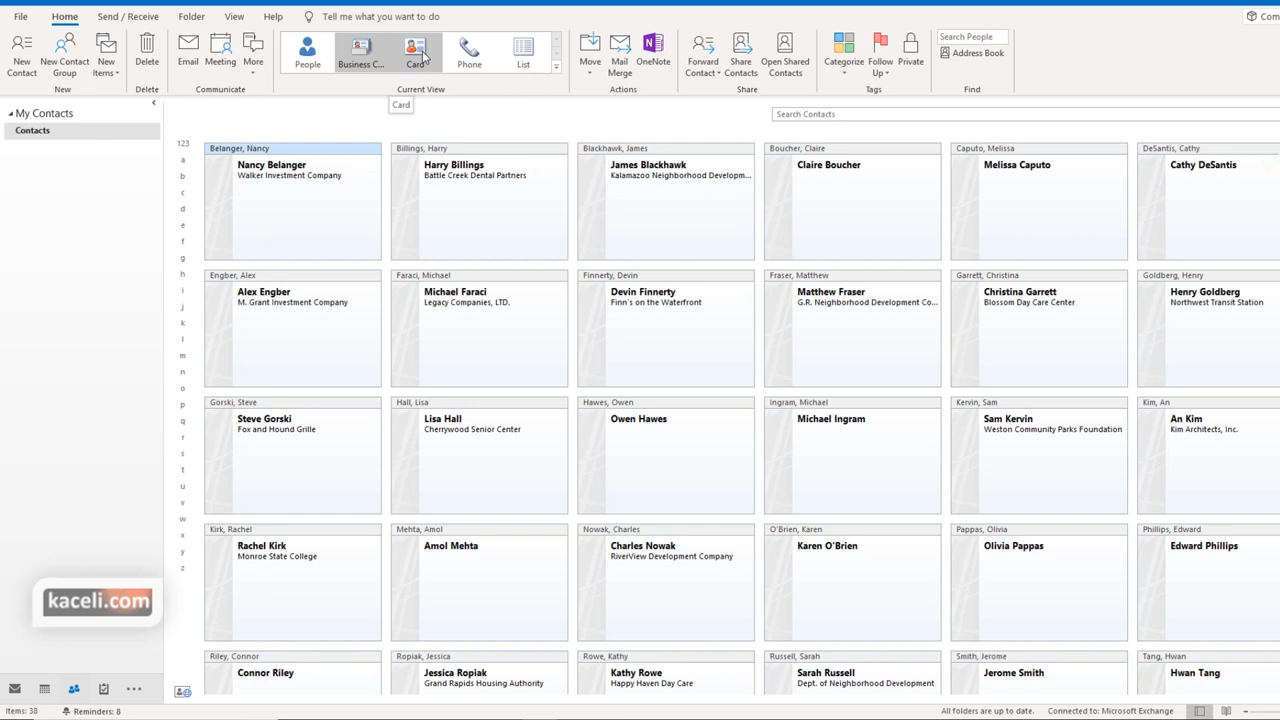 File Home Send / Receive Folder View Help Tell me what you want to do
New Contact New Contact Group New Items Delete Email Meeting More People Business C... Card Phone List Move Mail Merge OneNote Forward Contact Share Contacts Open Shared Contacts Categorize Follow Up Private Search People Address Book
New Delete Communicate Current View Actions Share Tags Find
Card
My Contacts
Contacts
Search Contacts
123
a
b
c
d
e
f
g
h
i
j
k
l
m
n
o
p
q
r
s
t
u
v
w
x
y
z
Belanger, Nancy Billings, Harry Blackhawk, James Boucher, Claire Caputo, Melissa DeSantis, Cathy
Nancy Belanger Harry Billings James Blackhawk Claire Boucher Melissa Caputo Cathy DeSantis
Walker Investment Company Battle Creek Dental Partners Kalamazoo Neighborhood Developm...
Engber, Alex Faraci, Michael Finnerty, Devin Fraser, Matthew Garrett, Christina Goldberg, Henry
Alex Engber Michael Faraci Devin Finnerty Matthew Fraser Christina Garrett Henry Goldberg
M. Grant Investment Company Legacy Companies, LTD. Finn's on the Waterfront G.R. Neighborhood Development Co... Blossom Day Care Center Northwest Transit Station
Gorski, Steve Hall, Lisa Hawes, Owen Ingram, Michael Kervin, Sam Kim, An
Steve Gorski Lisa Hall Owen Hawes Michael Ingram Sam Kervin An Kim
Fox and Hound Grille Cherrywood Senior Center Weston Community Parks Foundation Kim Architects, Inc.
Kirk, Rachel Mehta, Amol Nowak, Charles O'Brien, Karen Pappas, Olivia Phillips, Edward
Rachel Kirk Amol Mehta Charles Nowak Karen O'Brien Olivia Pappas Edward Phillips
Monroe State College RiverView Development Company
Riley, Connor Ropiak, Jessica Rowe, Kathy Russell, Sarah Smith, Jerome Tang, Hwan
Connor Riley Jessica Ropiak Kathy Rowe Sarah Russell Jerome Smith Hwan Tang
Grand Rapids Housing Authority Happy Haven Day Care Dept. of Neighborhood Development
kaceli.com
Items: 38 Reminders: 8 All folders are up to date. Connected to: Microsoft Exchange